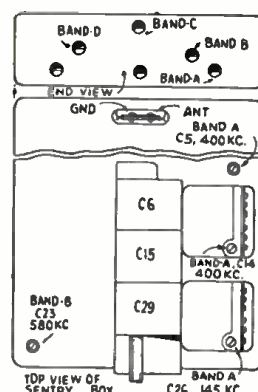 BAND-C
BAND-D
BAND B
BAND-A
END VIEW
GND
ANT
BAND A
C5, 400KC.
C6
C15
BAND-A, C14
400KC.
C29
BAND-B
C23
580KC
BAND A
C26, 145 KC
TOP VIEW OF
SENTRY BOX